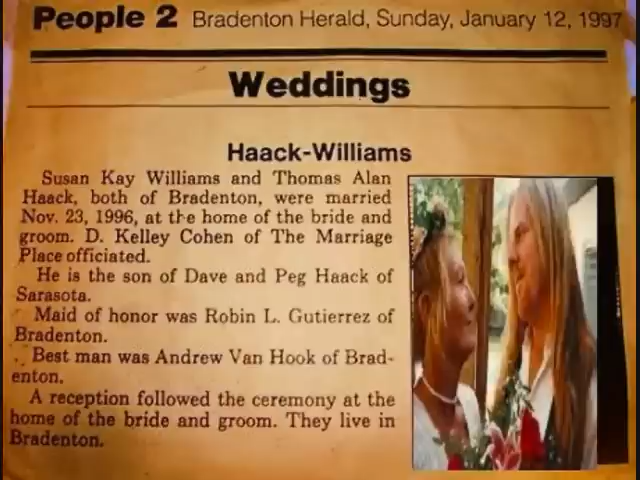 People 2 Bradenton Herald, Sunday, January 12, 1997
Weddings
Haack-Williams
Susan Kay Williams and Thomas Alan
Haack, both of Bradenton, were married
Nov. 23, 1996, at the home of the bride and
groom. D. Kelley Cohen of The Marriage
Place officiated.
He is the son of Dave and Peg Haack of
Sarasota.
Maid of honor was Robin L. Gutierrez of
Bradenton.
Best man was Andrew Van Hook of Brad-
enton.
A reception followed the ceremony at the
home of the bride and groom. They live in
Bradenton.